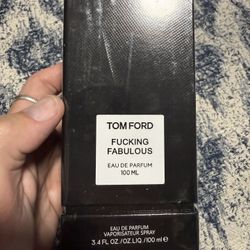 TOM FORD
FUCKING
FABULOUS
EAU DE PARFUM
100 ML
EAU DE PARFUM
VAPORISATEUR SPRAY
3.4 FL.OZ./OZ.LIQ./100 ml ℮